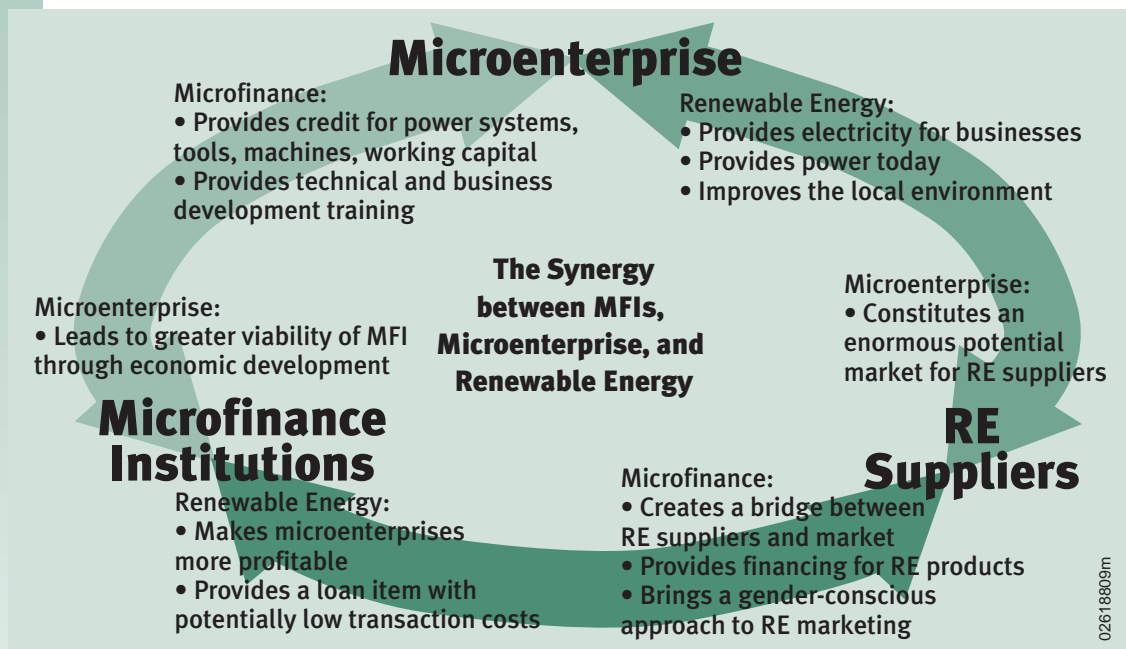 Microenterprise
Microfinance:
• Provides credit for power systems,
tools, machines, working capital
• Provides technical and business
development training
Renewable Energy:
• Provides electricity for businesses
• Provides power today
• Improves the local environment
The Synergy
between MFIs,
Microenterprise, and
Renewable Energy
Microenterprise:
• Leads to greater viability of MFI
through economic development
Microenterprise:
• Constitutes an
enormous potential
market for RE suppliers
Microfinance
Institutions
RE
Suppliers
Renewable Energy:
• Makes microenterprises
more profitable
• Provides a loan item with
potentially low transaction costs
Microfinance:
• Creates a bridge between
RE suppliers and market
• Provides financing for RE products
• Brings a gender-conscious
approach to RE marketing
02618809m